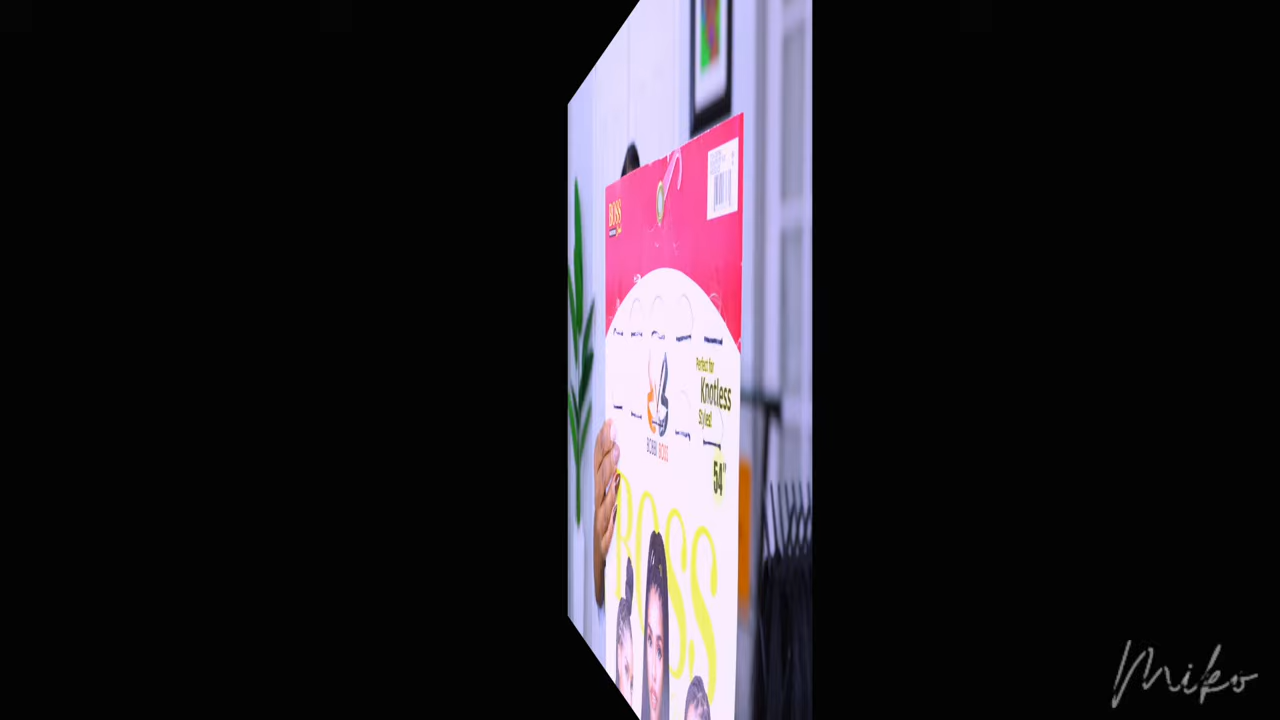 BOSS
Perfect for
Knotless
Styles!
BOBBI BOSS
54"
BOSS
Miko